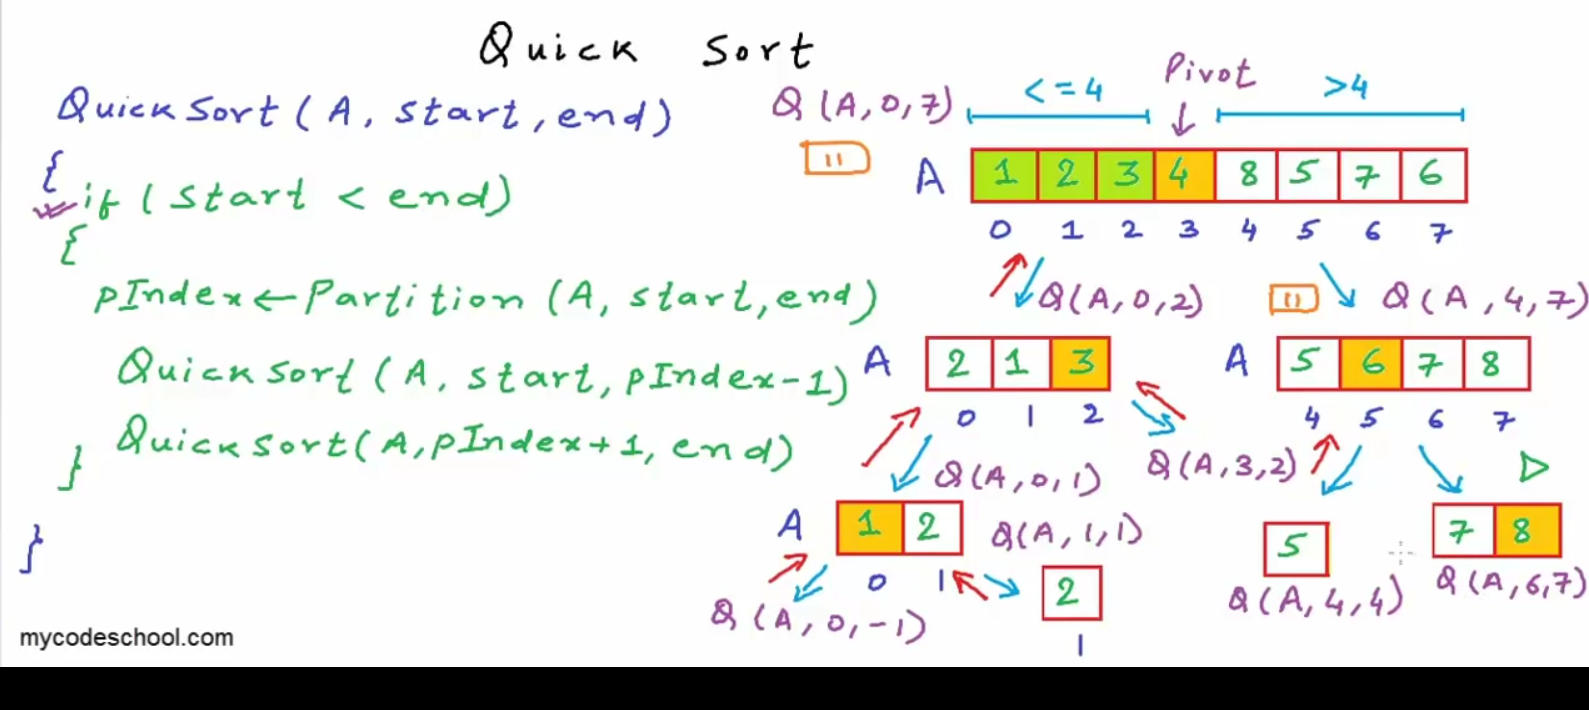 Quick Sort
QuickSort(A, start, end)
{
if (start < end)
{
pIndex ← Partition (A, start, end)
QuickSort (A, start, pIndex-1)
QuickSort(A, pIndex+1, end)
}
}
mycodeschool.com
Pivot
<=4 >4
Q(A,0,7)
11
A 1 2 3 4 8 5 7 6
0 1 2 3 4 5 6 7
Q(A,0,2)
11 Q(A,4,7)
A 2 1 3
0 1 2
A 5 6 7 8
4 5 6 7
Q(A,0,1)
Q(A,3,2)
A 1 2
0 1
Q(A,1,1)
Q(A,0,-1)
2
1
5
Q(A,4,4)
7 8
Q(A,6,7)